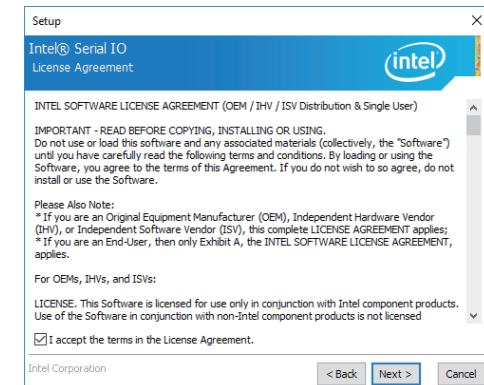 Setup
Intel® Serial IO
License Agreement
intel
INTEL SOFTWARE LICENSE AGREEMENT (OEM / IHV / ISV Distribution & Single User)
IMPORTANT - READ BEFORE COPYING, INSTALLING OR USING.
Do not use or load this software and any associated materials (collectively, the "Software")
until you have carefully read the following terms and conditions. By loading or using the
Software, you agree to the terms of this Agreement. If you do not wish to so agree, do not
install or use the Software.
Please Also Note:
* If you are an Original Equipment Manufacturer (OEM), Independent Hardware Vendor
(IHV), or Independent Software Vendor (ISV), this complete LICENSE AGREEMENT applies;
* If you are an End-User, then only Exhibit A, the INTEL SOFTWARE LICENSE AGREEMENT,
applies.
For OEMs, IHVs, and ISVs:
LICENSE. This Software is licensed for use only in conjunction with Intel component products.
Use of the Software in conjunction with non-Intel component products is not licensed
I accept the terms in the License Agreement.
Intel Corporation
< Back Next > Cancel